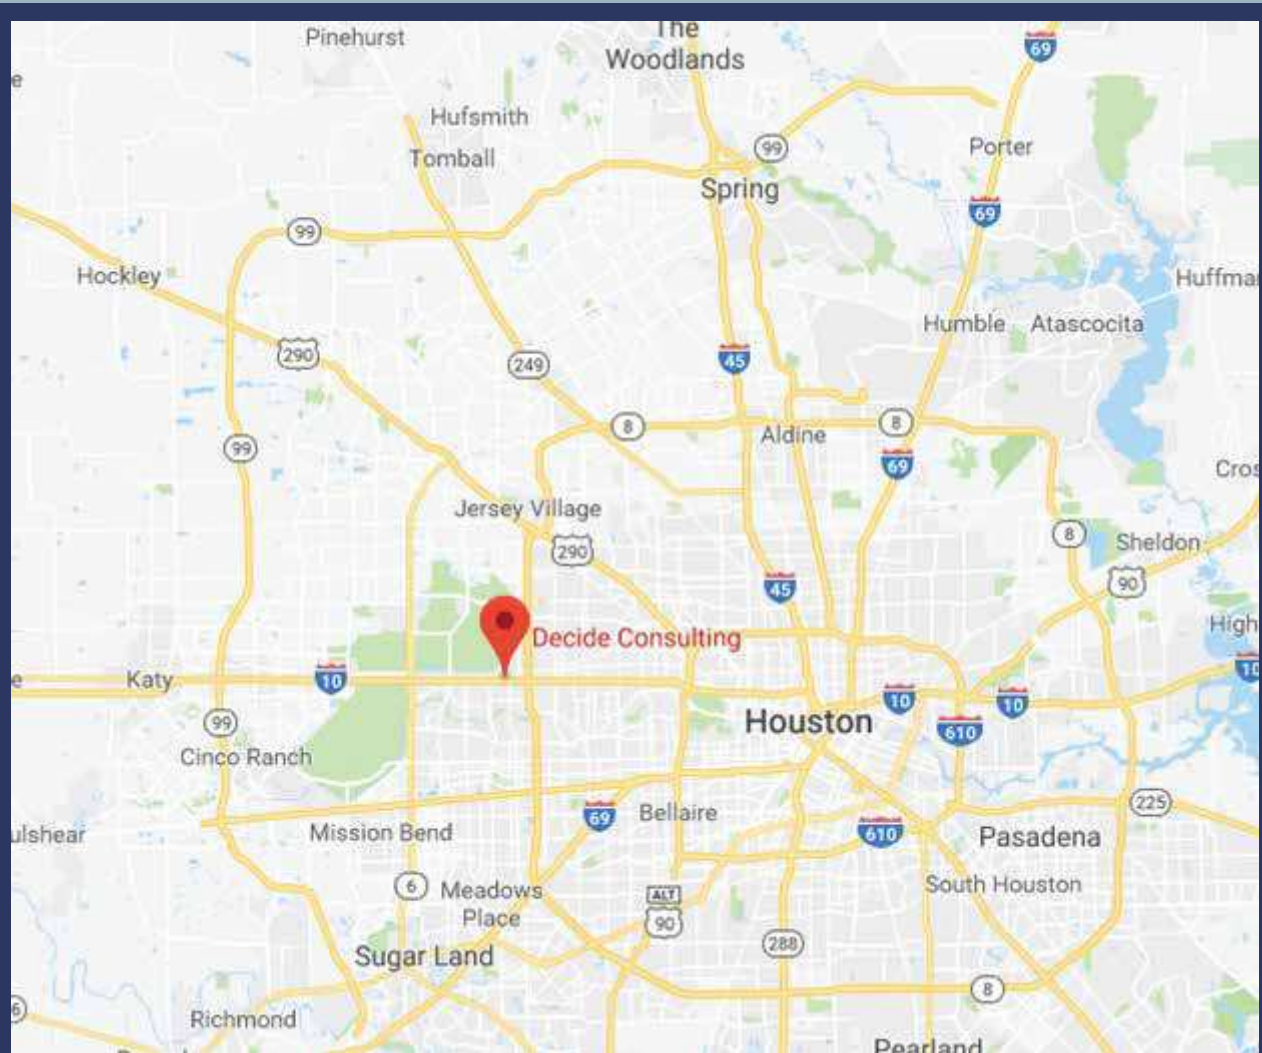 The
Woodlands
Pinehurst
69
Hufsmith
99
Porter
Tomball
Spring
69
99
Hockley
Huffma
Humble
Atascocita
290
45
249
8
8
Aldine
99
69
Cros
Jersey Village
8
Sheldon
290
90
45
High
Decide Consulting
Katy
10
10
10
10
99
Houston
610
Cinco Ranch
225
69
Bellaire
ulshear
Mission Bend
610
Pasadena
6
Meadows
Place
ALT
90
South Houston
288
Sugar Land
8
6
Richmond
Pearland